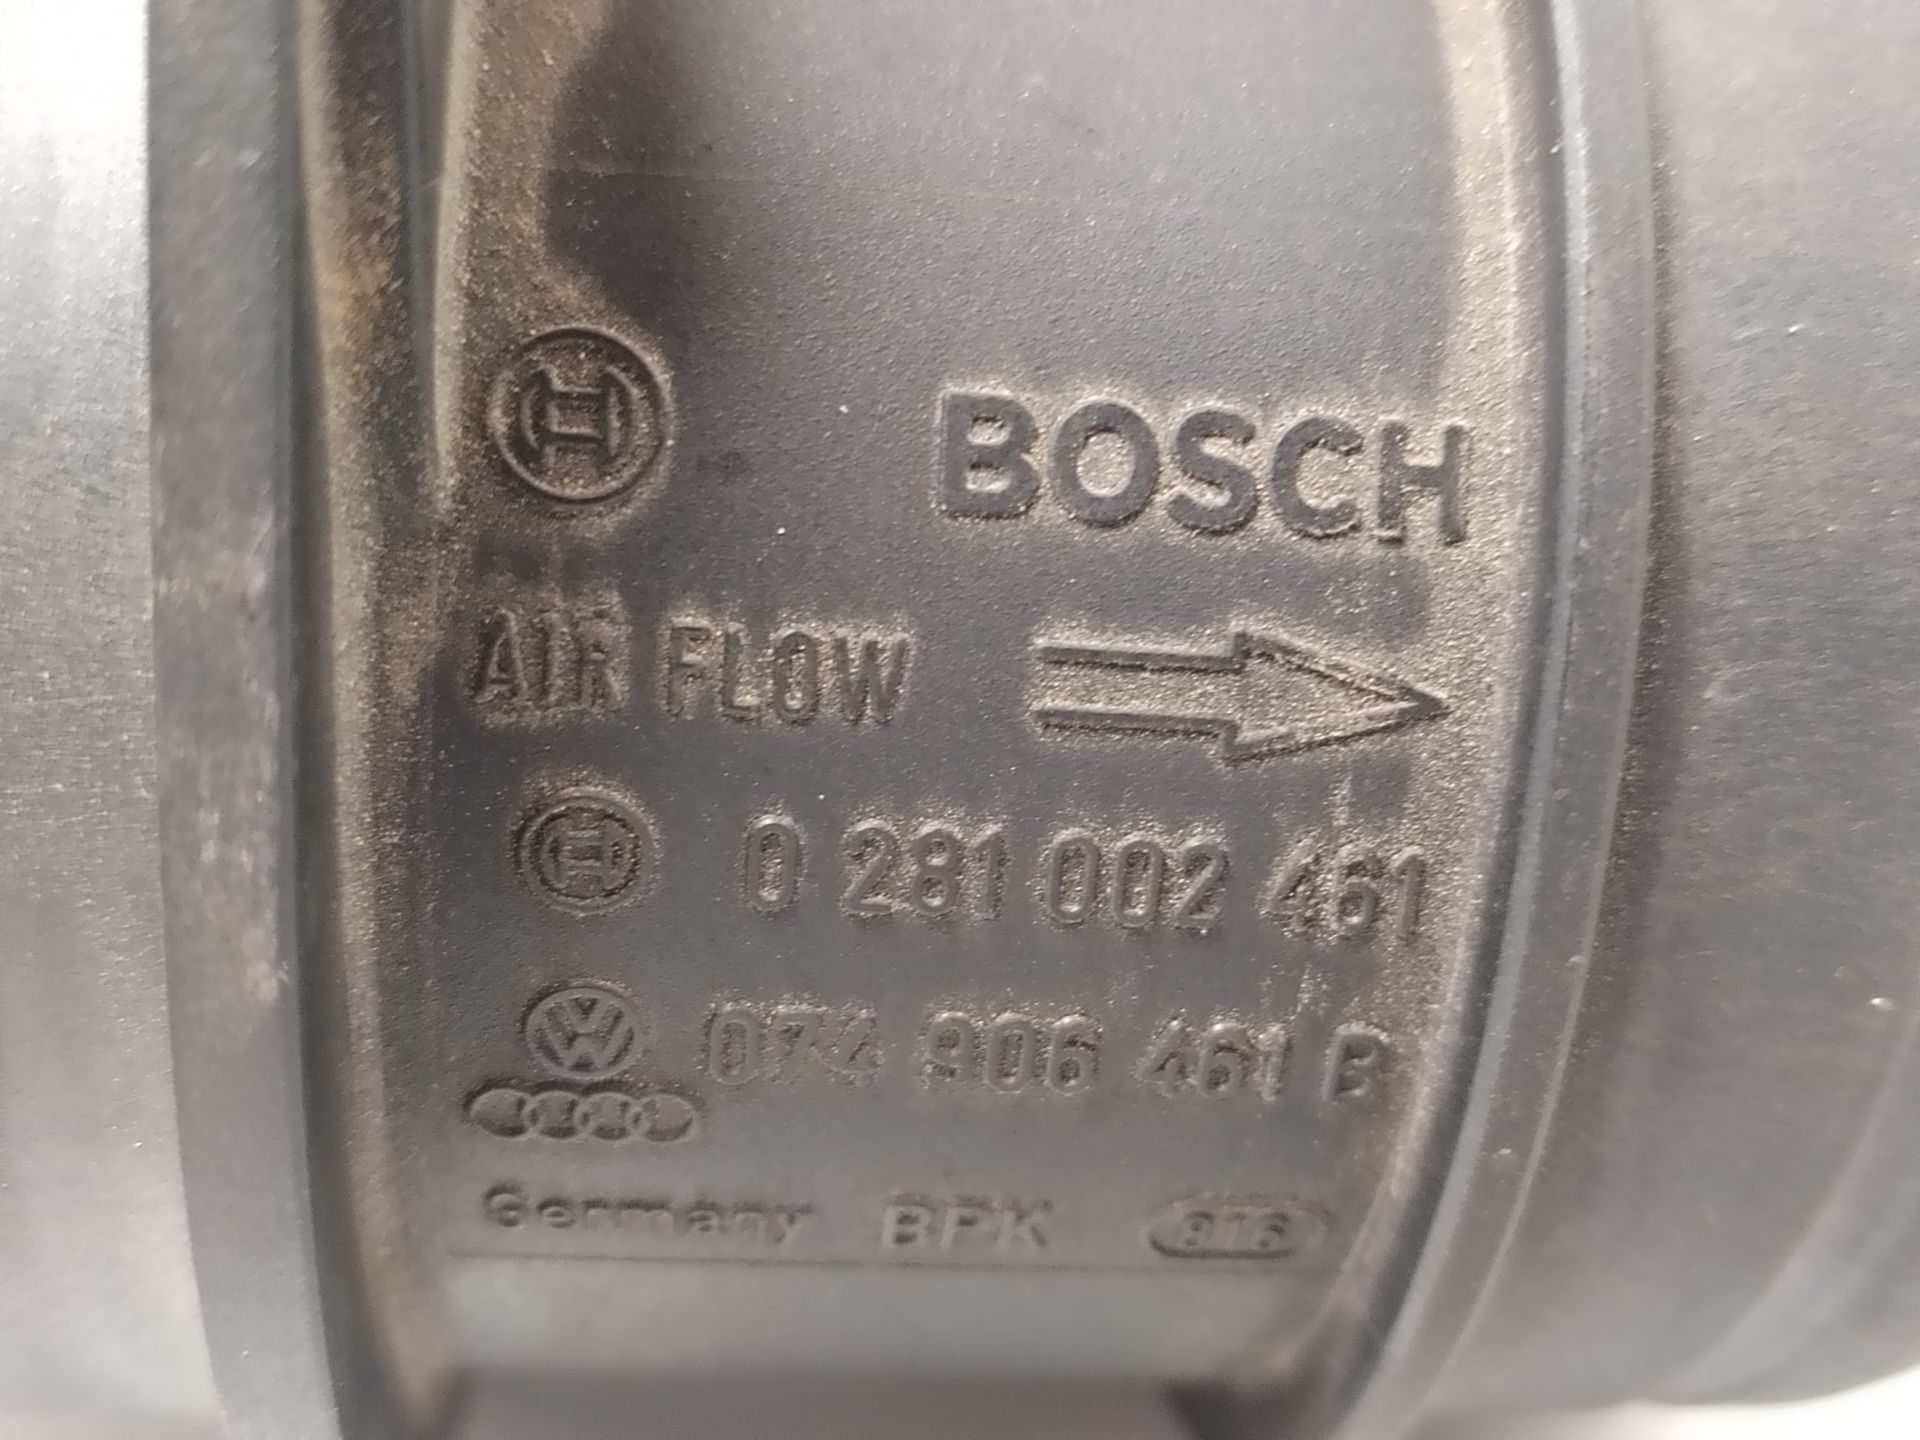 BOSCH
AIR FLOW
0 281 002 461
074 906 461 B
Germany BPK